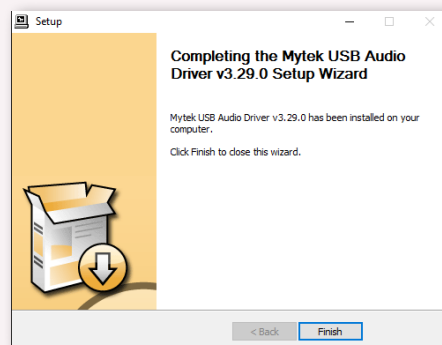 Setup
Completing the Mytek USB Audio
Driver v3.29.0 Setup Wizard
Mytek USB Audio Driver v3.29.0 has been installed on your
computer.
Click Finish to close this wizard.
< Back
Finish